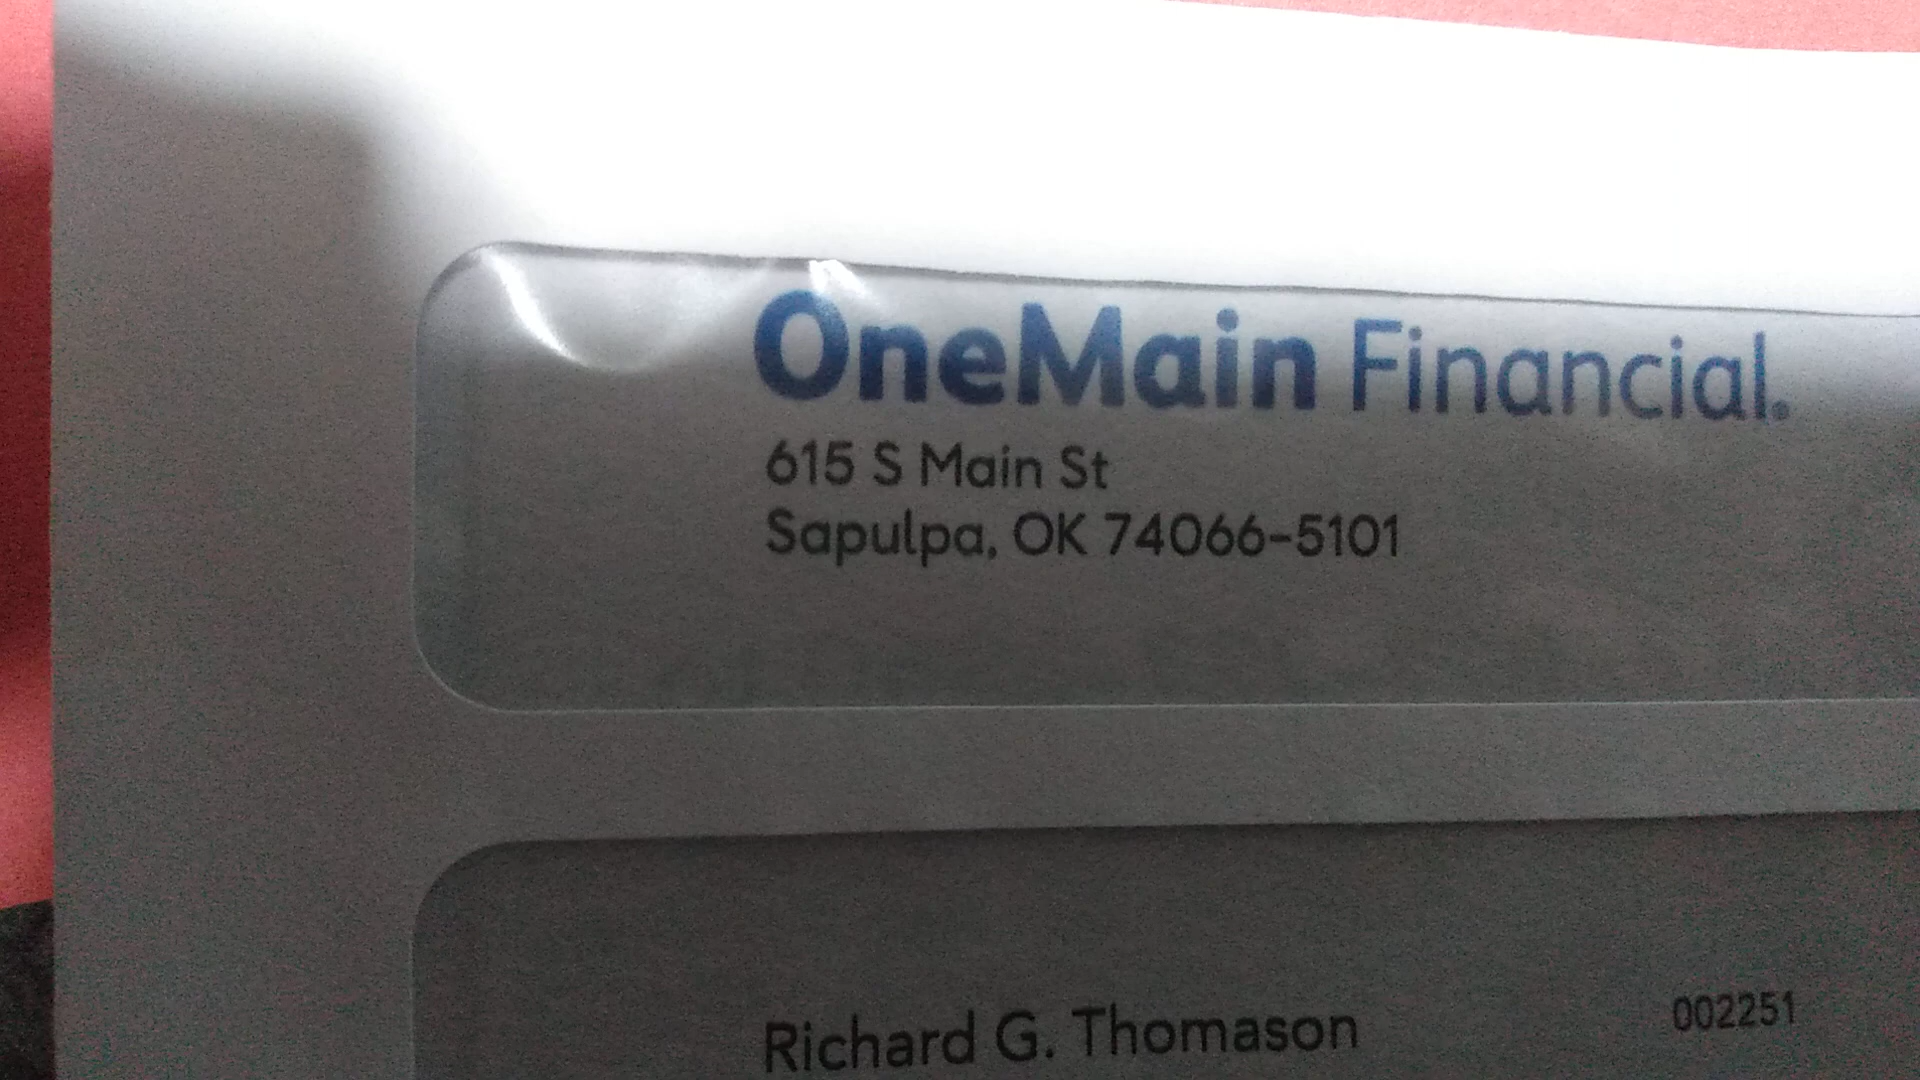 OneMain Financial.
615 S Main St
Sapulpa, OK 74066-5101
002251
Richard G. Thomason